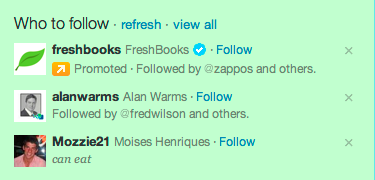 Who to follow · refresh · view all
freshbooks FreshBooks · Follow ×
Promoted · Followed by @zappos and others.
alanwarms Alan Warms · Follow ×
Followed by @fredwilson and others.
Mozzie21 Moises Henriques · Follow ×
can eat